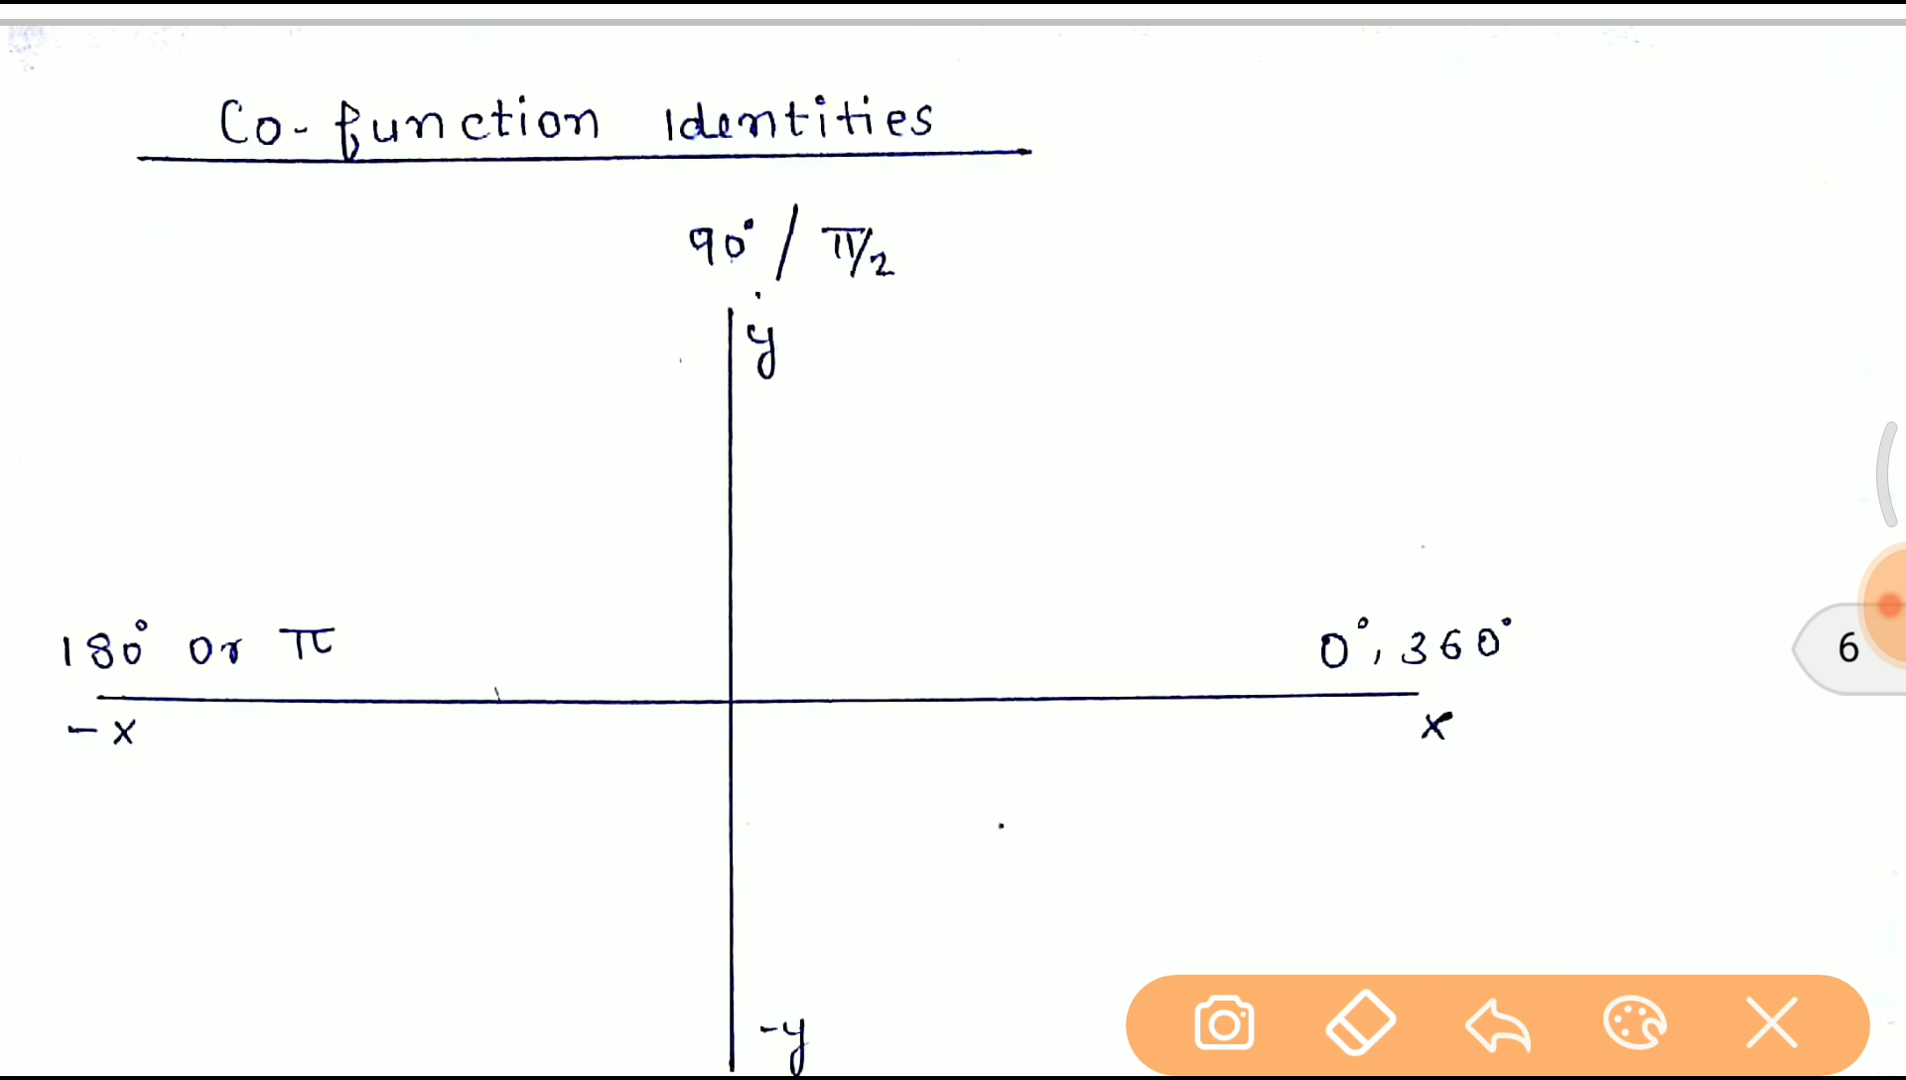 Co-function Identities
90° / π/2
y
180° or π
0°, 360°
6
-x
x
-y